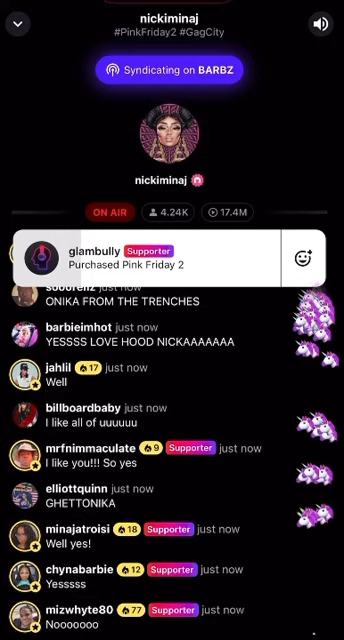 nickiminaj
#PinkFriday2 #GagCity
Syndicating on BARBZ
nickiminaj
ON AIR 4.24K 17.4M
glambully Supporter
Purchased Pink Friday 2
just now
ONIKA FROM THE TRENCHES
barbieimhot just now
YESSSS LOVE HOOD NICKAAAAAAA
jahlil 17 just now
Well
billboardbaby just now
I like all of uuuuuu
mrfnimmaculate 9 Supporter just now
I like you!!! So yes
elliottquinn just now
GHETTONIKA
minajatroisi 18 Supporter just now
Well yes!
chynabarbie 12 Supporter just now
Yesssss
mizwhyte80 77 Supporter just now
Nooooooo